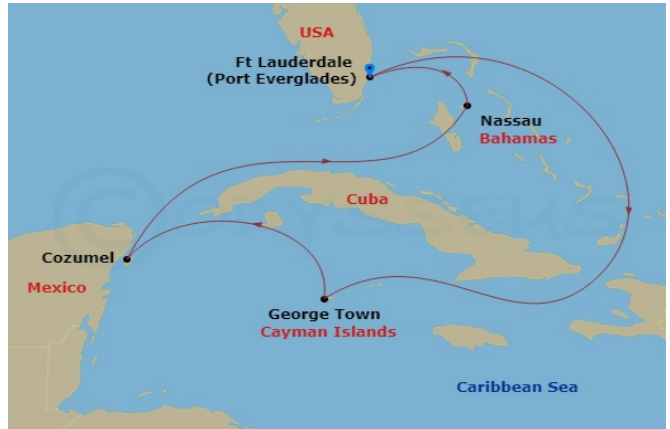 USA
Ft Lauderdale
(Port Everglades)
Nassau
Bahamas
Cuba
Cozumel
Mexico
George Town
Cayman Islands
Caribbean Sea